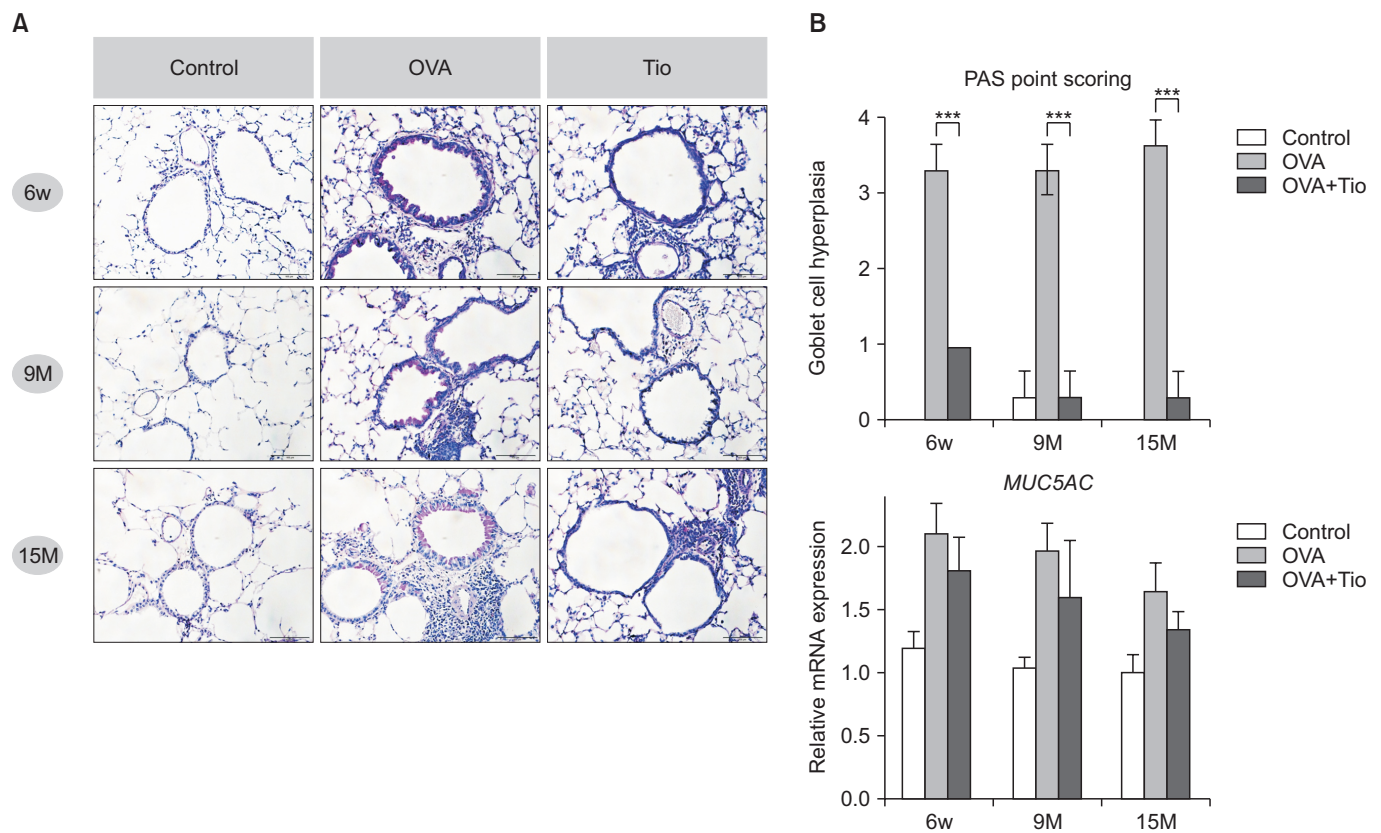 A
Control OVA Tio
6w
9M
15M
B
PAS point scoring
Goblet cell hyperplasia
4
3
2
1
0
***
***
***
6w 9M 15M
Control
OVA
OVA+Tio
MUC5AC
Relative mRNA expression
2.0
1.5
1.0
0.5
0.0
6w 9M 15M
Control
OVA
OVA+Tio